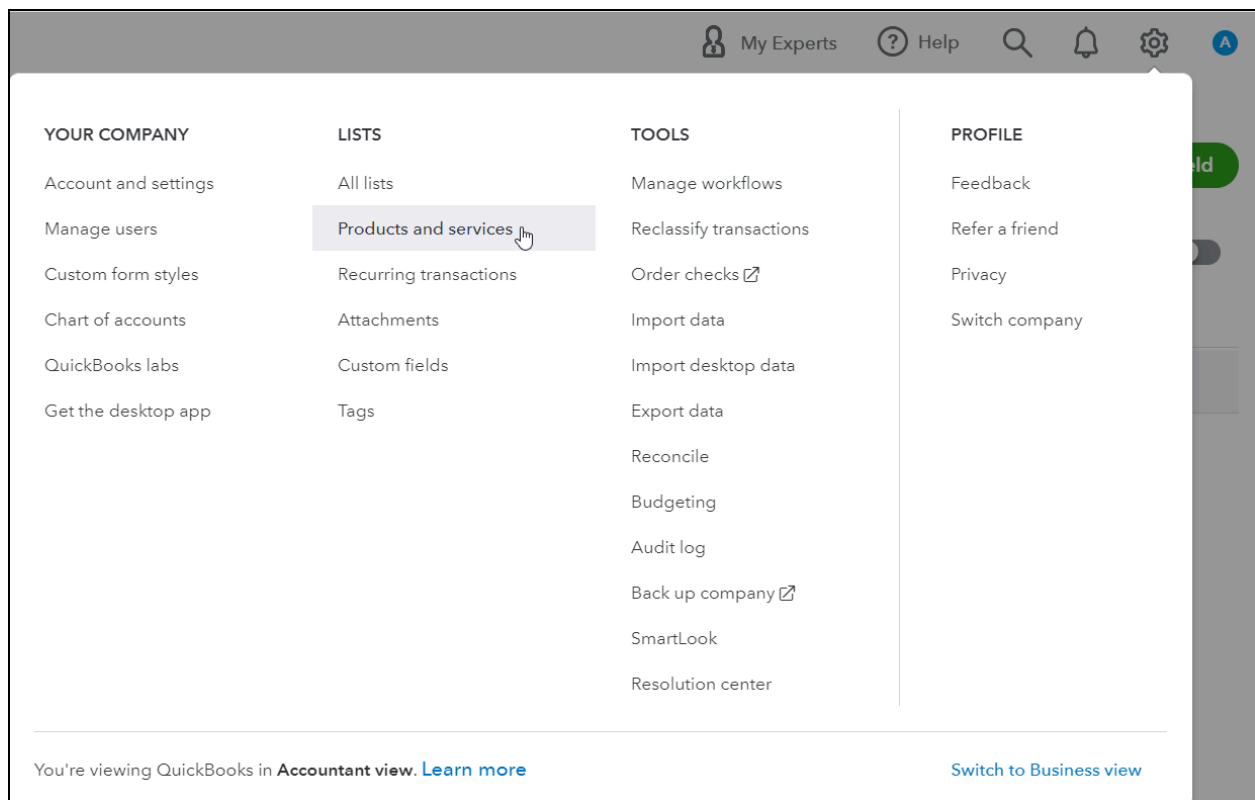 My Experts
Help
A
YOUR COMPANY
Account and settings
Manage users
Custom form styles
Chart of accounts
QuickBooks labs
Get the desktop app
LISTS
All lists
Products and services
Recurring transactions
Attachments
Custom fields
Tags
TOOLS
Manage workflows
Reclassify transactions
Order checks
Import data
Import desktop data
Export data
Reconcile
Budgeting
Audit log
Back up company
SmartLook
Resolution center
PROFILE
Feedback
Refer a friend
Privacy
Switch company
eld
You're viewing QuickBooks in Accountant view. Learn more
Switch to Business view